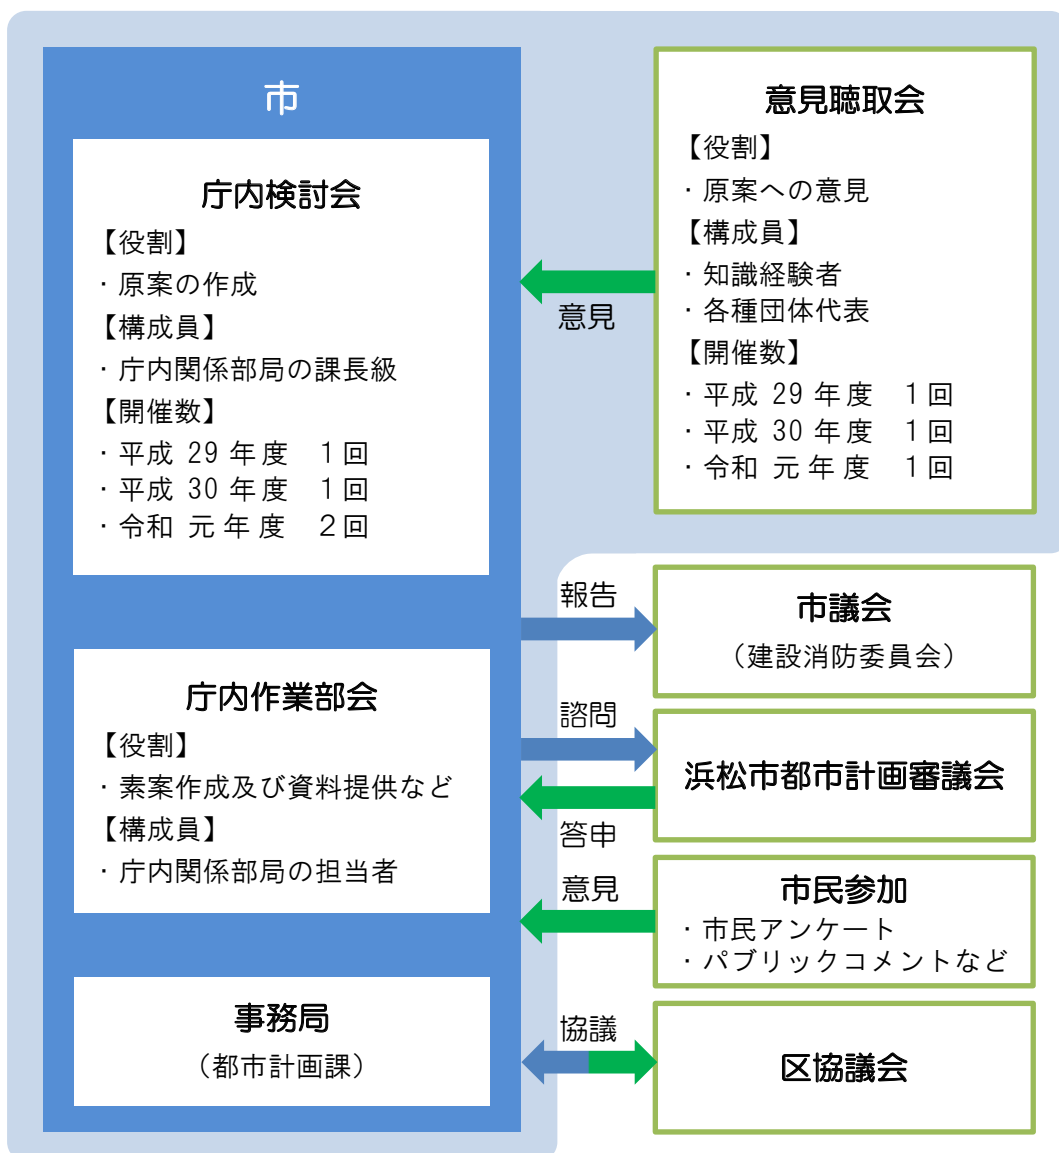 市
庁内検討会
【役割】
・原案の作成
【構成員】
・庁内関係部局の課長級
【開催数】
・平成 29 年度 1回
・平成 30 年度 1回
・令和 元年度 2回
庁内作業部会
【役割】
・素案作成及び資料提供など
【構成員】
・庁内関係部局の担当者
事務局
（都市計画課）
意見
報告
諮問
答申
意見
協議
意見聴取会
【役割】
・原案への意見
【構成員】
・知識経験者
・各種団体代表
【開催数】
・平成 29 年度 1回
・平成 30 年度 1回
・令和 元年度 1回
市議会
（建設消防委員会）
浜松市都市計画審議会
市民参加
・市民アンケート
・パブリックコメントなど
区協議会